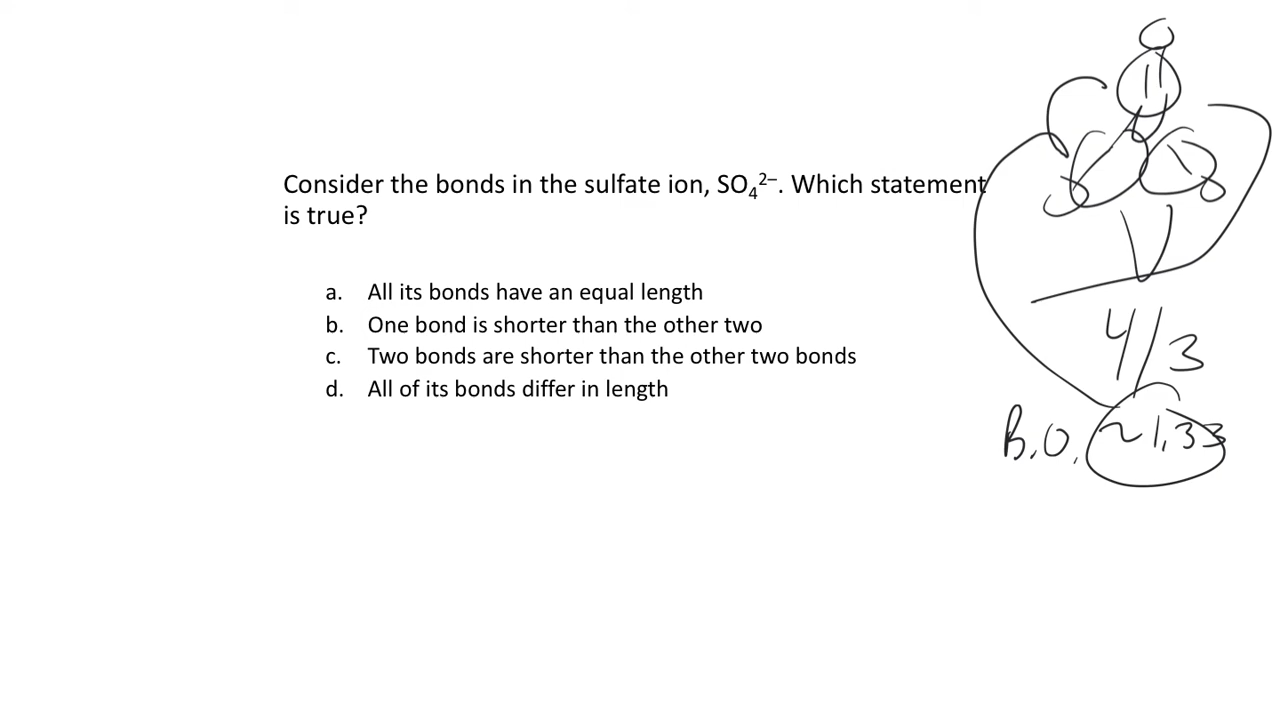 Consider the bonds in the sulfate ion, SO₄²⁻. Which statement
is true?
a. All its bonds have an equal length
b. One bond is shorter than the other two
c. Two bonds are shorter than the other two bonds
d. All of its bonds differ in length
4/3
B.O. ~1,33